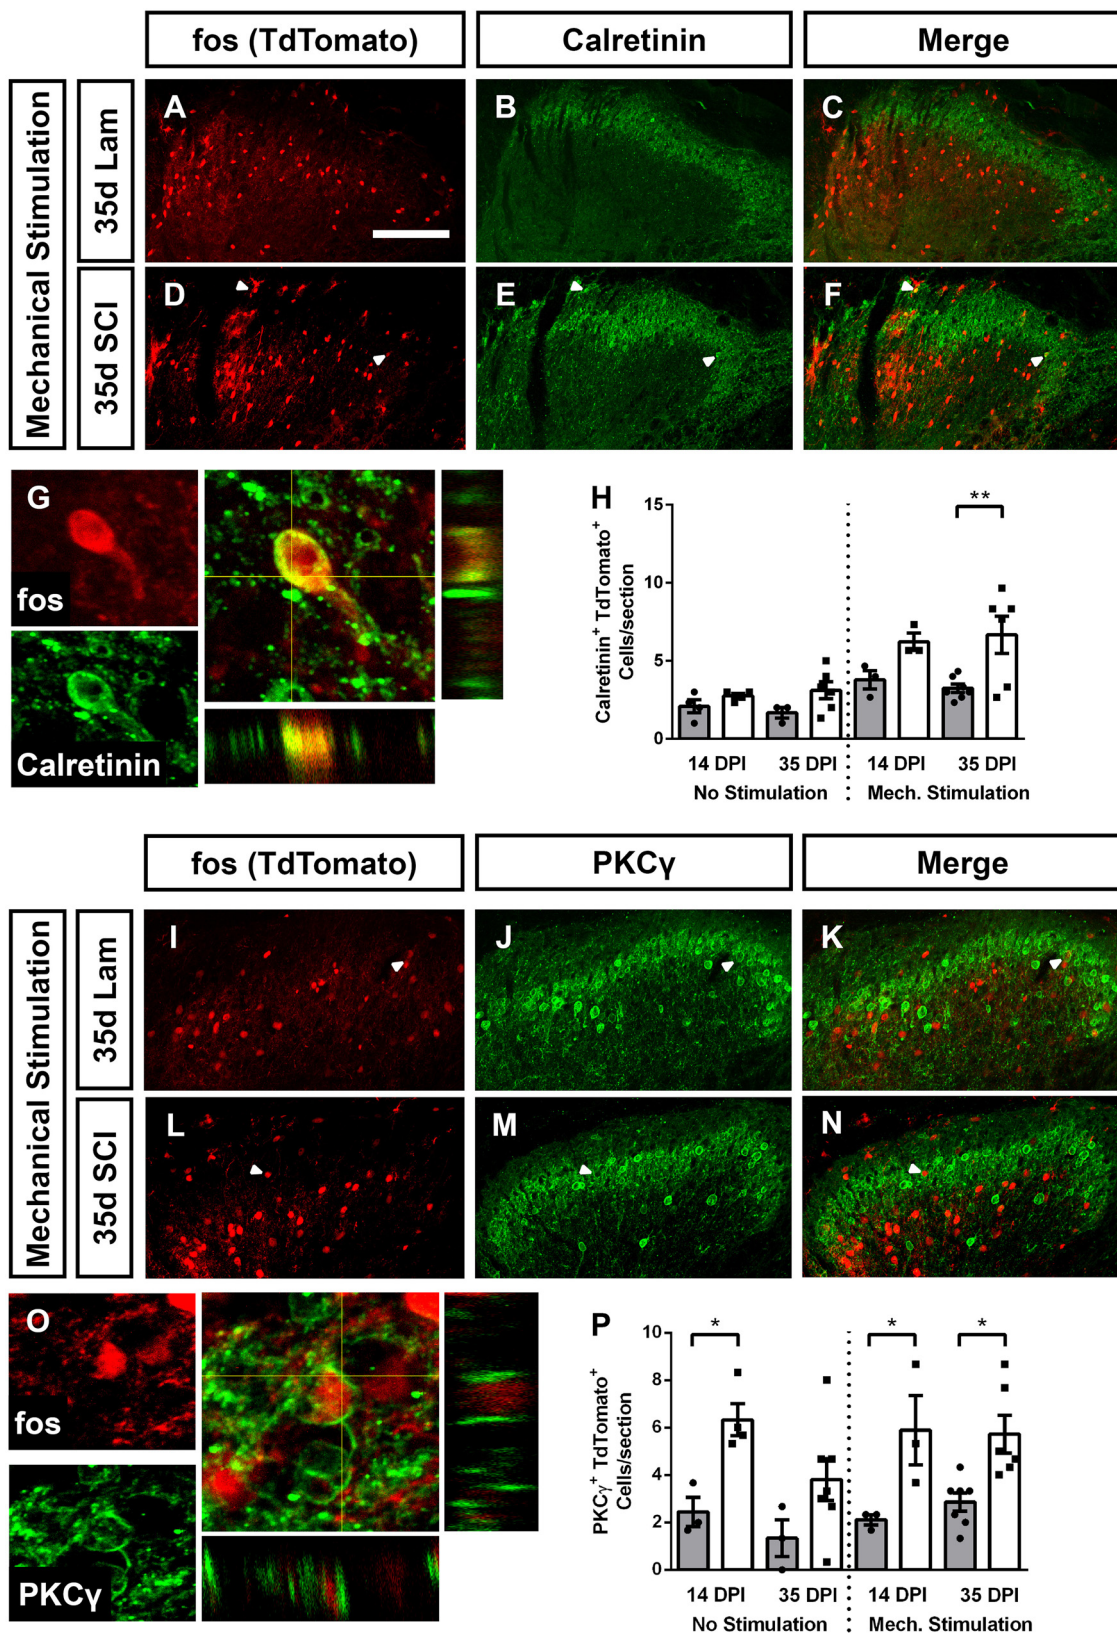 fos (TdTomato) Calretinin Merge
Mechanical Stimulation
35d Lam
A B C
35d SCI
D E F
G
fos
Calretinin
H
Calretinin⁺ TdTomato⁺
Cells/section
15
10
5
0
**
14 DPI 35 DPI 14 DPI 35 DPI
No Stimulation Mech. Stimulation
fos (TdTomato) PKCγ Merge
Mechanical Stimulation
35d Lam
I J K
35d SCI
L M N
O
fos
PKCγ
P
PKCγ⁺ TdTomato⁺
Cells/section
10
8
6
4
2
0
* * *
14 DPI 35 DPI 14 DPI 35 DPI
No Stimulation Mech. Stimulation